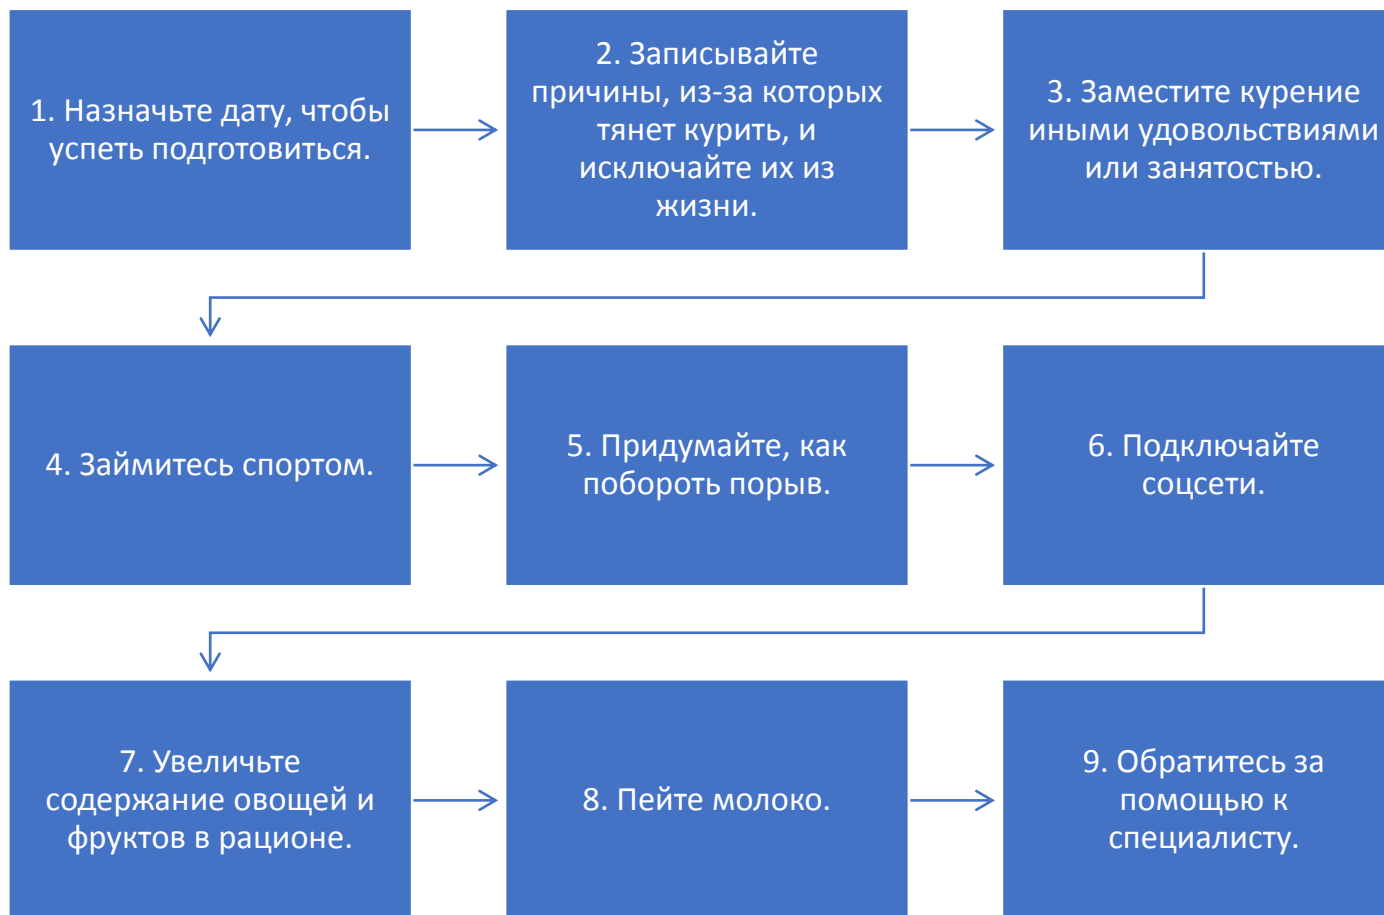 1. Назначьте дату, чтобы
успеть подготовиться.
2. Записывайте
причины, из-за которых
тянет курить, и
исключайте их из
жизни.
3. Заместите курение
иными удовольствиями
или занятостью.
4. Займитесь спортом.
5. Придумайте, как
побороть порыв.
6. Подключайте
соцсети.
7. Увеличьте
содержание овощей и
фруктов в рационе.
8. Пейте молоко.
9. Обратитесь за
помощью к
специалисту.